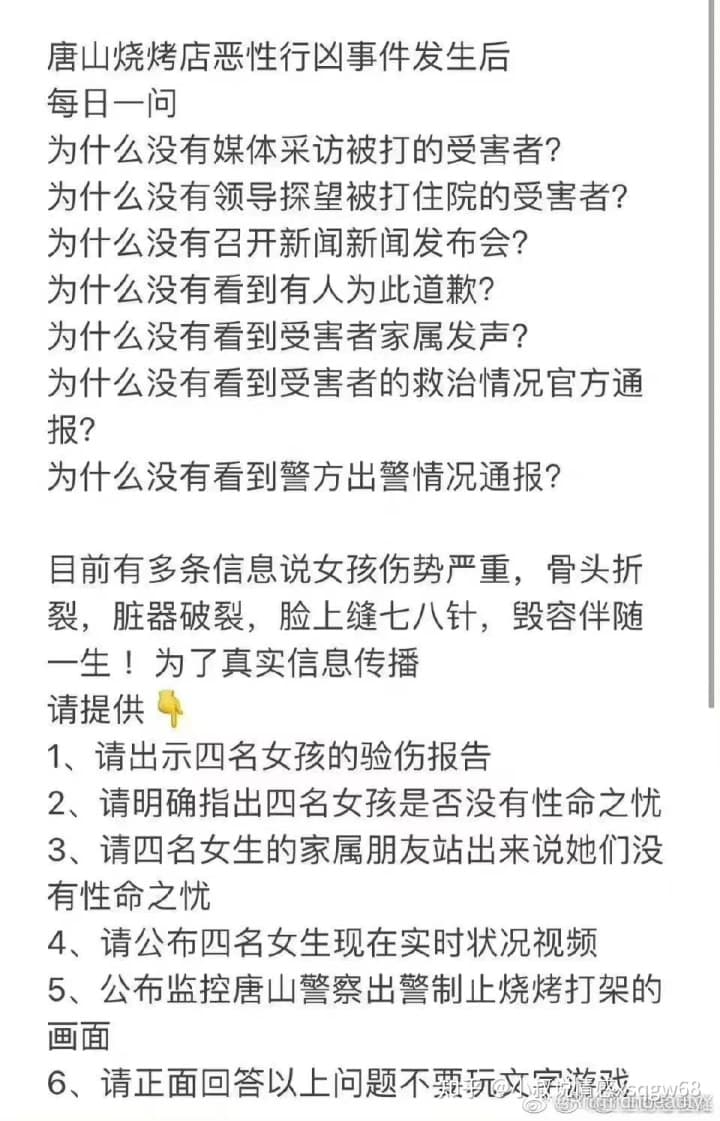 唐山烧烤店恶性行凶事件发生后
每日一问
为什么没有媒体采访被打的受害者?
为什么没有领导探望被打住院的受害者?
为什么没有召开新闻新闻发布会?
为什么没有看到有人为此道歉?
为什么没有看到受害者家属发声?
为什么没有看到受害者的救治情况官方通
报?
为什么没有看到警方出警情况通报?
目前有多条信息说女孩伤势严重，骨头折
裂，脏器破裂，脸上缝七八针，毁容伴随
一生！为了真实信息传播
请提供👇
1、请出示四名女孩的验伤报告
2、请明确指出四名女孩是否没有性命之忧
3、请四名女生的家属朋友站出来说她们没
有性命之忧
4、请公布四名女生现在实时状况视频
5、公布监控唐山警察出警制止烧烤打架的
画面
6、请正面回答以上问题不要玩文字游戏
知乎